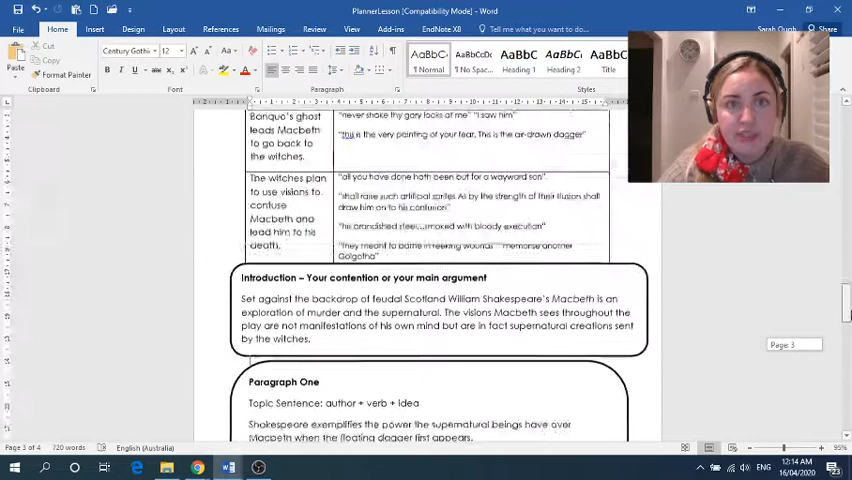 PlannerLesson [Compatibility Mode] - Word
Sarah Ough
File Home Insert Design Layout References Mailings Review View Add-ins EndNote X8 Tell me what you want to do Share
Cut
Copy
Format Painter
Paste
Clipboard
Century Gothi 12
Font
Paragraph
AaBbC AaBbCcDc AaBbC AaBbCc AaBb
¶ Normal ¶ No Spac... Heading 1 Heading 2 Title
Banquo's ghost
leads Macbeth
to go back to
the witches.
"never shake thy gory locks at me" "I saw him"
"this is the very painting of your fear. This is the air-drawn dagger"
The witches plan
to use visions to
confuse
Macbeth and
lead him to his
death.
"all you have done hath been but for a wayward son".
"shall raise such artificial sprites As by the strength of their illusion shall
draw him on to his confusion"
"he brandished steel...smoked with bloody execution"
"They meant to bathe in reeking wounds memorise another
Golgotha"
Introduction – Your contention or your main argument
Set against the backdrop of feudal Scotland William Shakespeare's Macbeth is an
exploration of murder and the supernatural. The visions Macbeth sees throughout the
play are not manifestations of his own mind but are in fact supernatural creations sent
by the witches.
Page: 3
Paragraph One
Topic Sentence: author + verb + idea
Shakespeare exemplifies the power the supernatural beings have over
Macbeth when the floating dagger first appears.
Page 3 of 4 720 words English (Australia) 95%
ENG
12:14 AM
16/04/2020
23